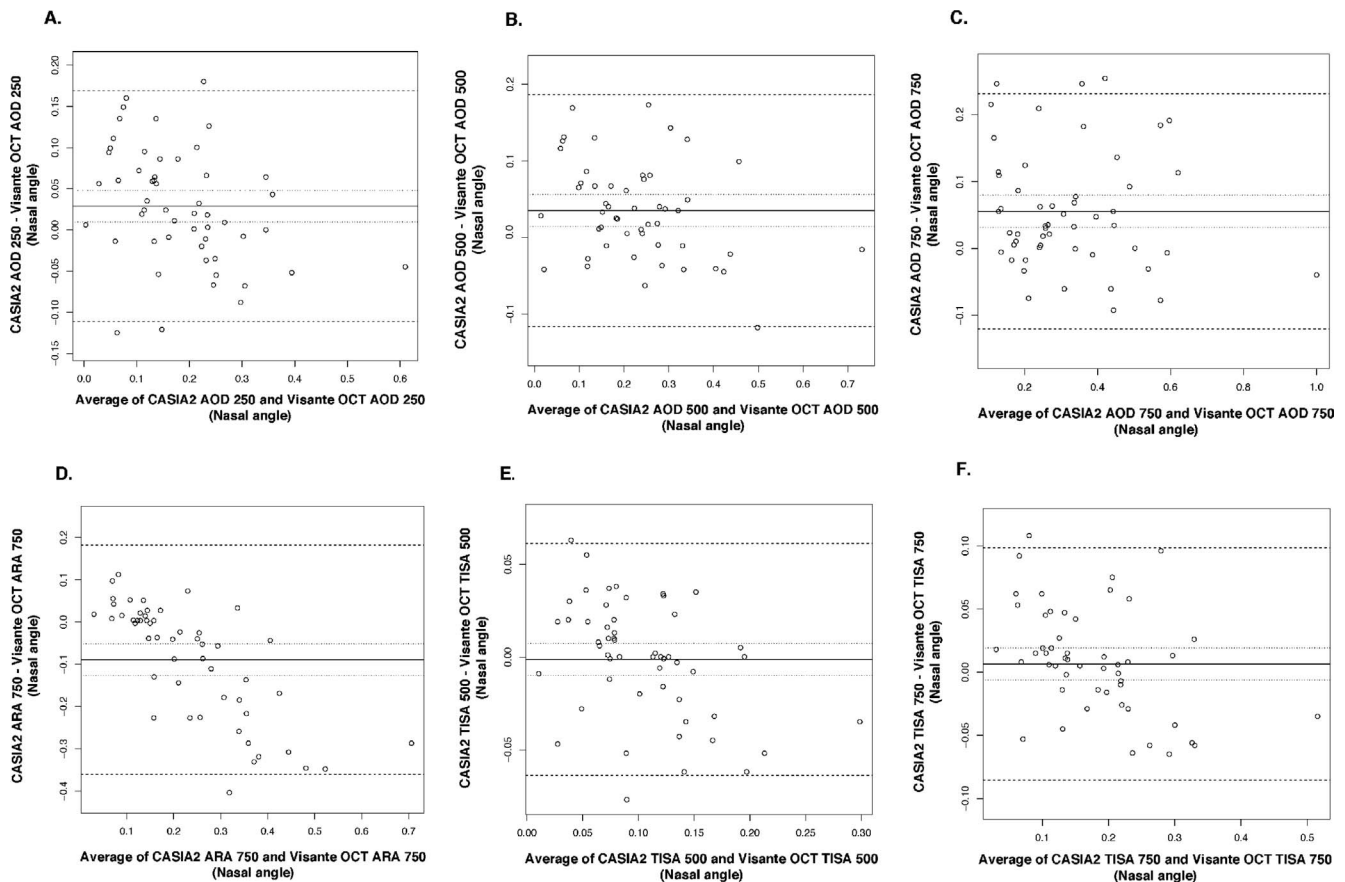 A.
CASIA2 AOD 250 - Visante OCT AOD 250
(Nasal angle)
0.20
0.15
0.10
0.05
0.00
−0.05
−0.10
−0.15
0.0 0.1 0.2 0.3 0.4 0.5 0.6
Average of CASIA2 AOD 250 and Visante OCT AOD 250
(Nasal angle)
B.
CASIA2 AOD 500 - Visante OCT AOD 500
(Nasal angle)
0.2
0.1
0.0
−0.1
0.0 0.1 0.2 0.3 0.4 0.5 0.6 0.7
Average of CASIA2 AOD 500 and Visante OCT AOD 500
(Nasal angle)
C.
CASIA2 AOD 750 - Visante OCT AOD 750
(Nasal angle)
0.2
0.1
0.0
−0.1
0.2 0.4 0.6 0.8 1.0
Average of CASIA2 AOD 750 and Visante OCT AOD 750
(Nasal angle)
D.
CASIA2 ARA 750 - Visante OCT ARA 750
(Nasal angle)
0.2
0.1
0.0
−0.1
−0.2
−0.3
−0.4
0.1 0.2 0.3 0.4 0.5 0.6 0.7
Average of CASIA2 ARA 750 and Visante OCT ARA 750
(Nasal angle)
E.
CASIA2 TISA 500 - Visante OCT TISA 500
(Nasal angle)
0.05
0.00
−0.05
0.00 0.05 0.10 0.15 0.20 0.25 0.30
Average of CASIA2 TISA 500 and Visante OCT TISA 500
(Nasal angle)
F.
CASIA2 TISA 750 - Visante OCT TISA 750
(Nasal angle)
0.10
0.05
0.00
−0.05
−0.10
0.1 0.2 0.3 0.4 0.5
Average of CASIA2 TISA 750 and Visante OCT TISA 750
(Nasal angle)